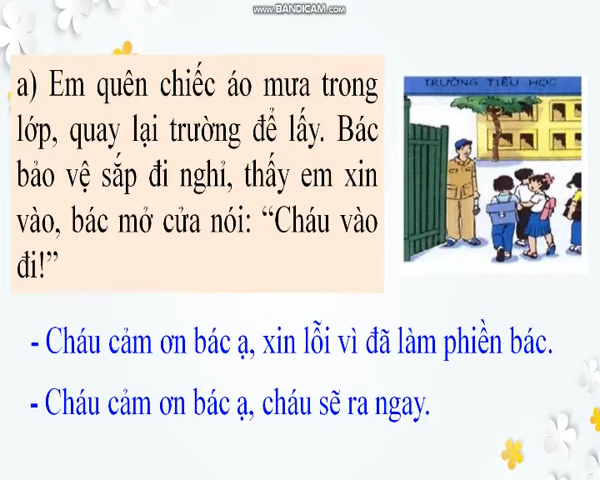 www.BANDICAM.com
a) Em quên chiếc áo mưa trong
lớp, quay lại trường để lấy. Bác
bảo vệ sắp đi nghỉ, thấy em xin
vào, bác mở cửa nói: “Cháu vào
đi!”
TRƯỜNG TIỂU HỌC
- Cháu cảm ơn bác ạ, xin lỗi vì đã làm phiền bác.
- Cháu cảm ơn bác ạ, cháu sẽ ra ngay.